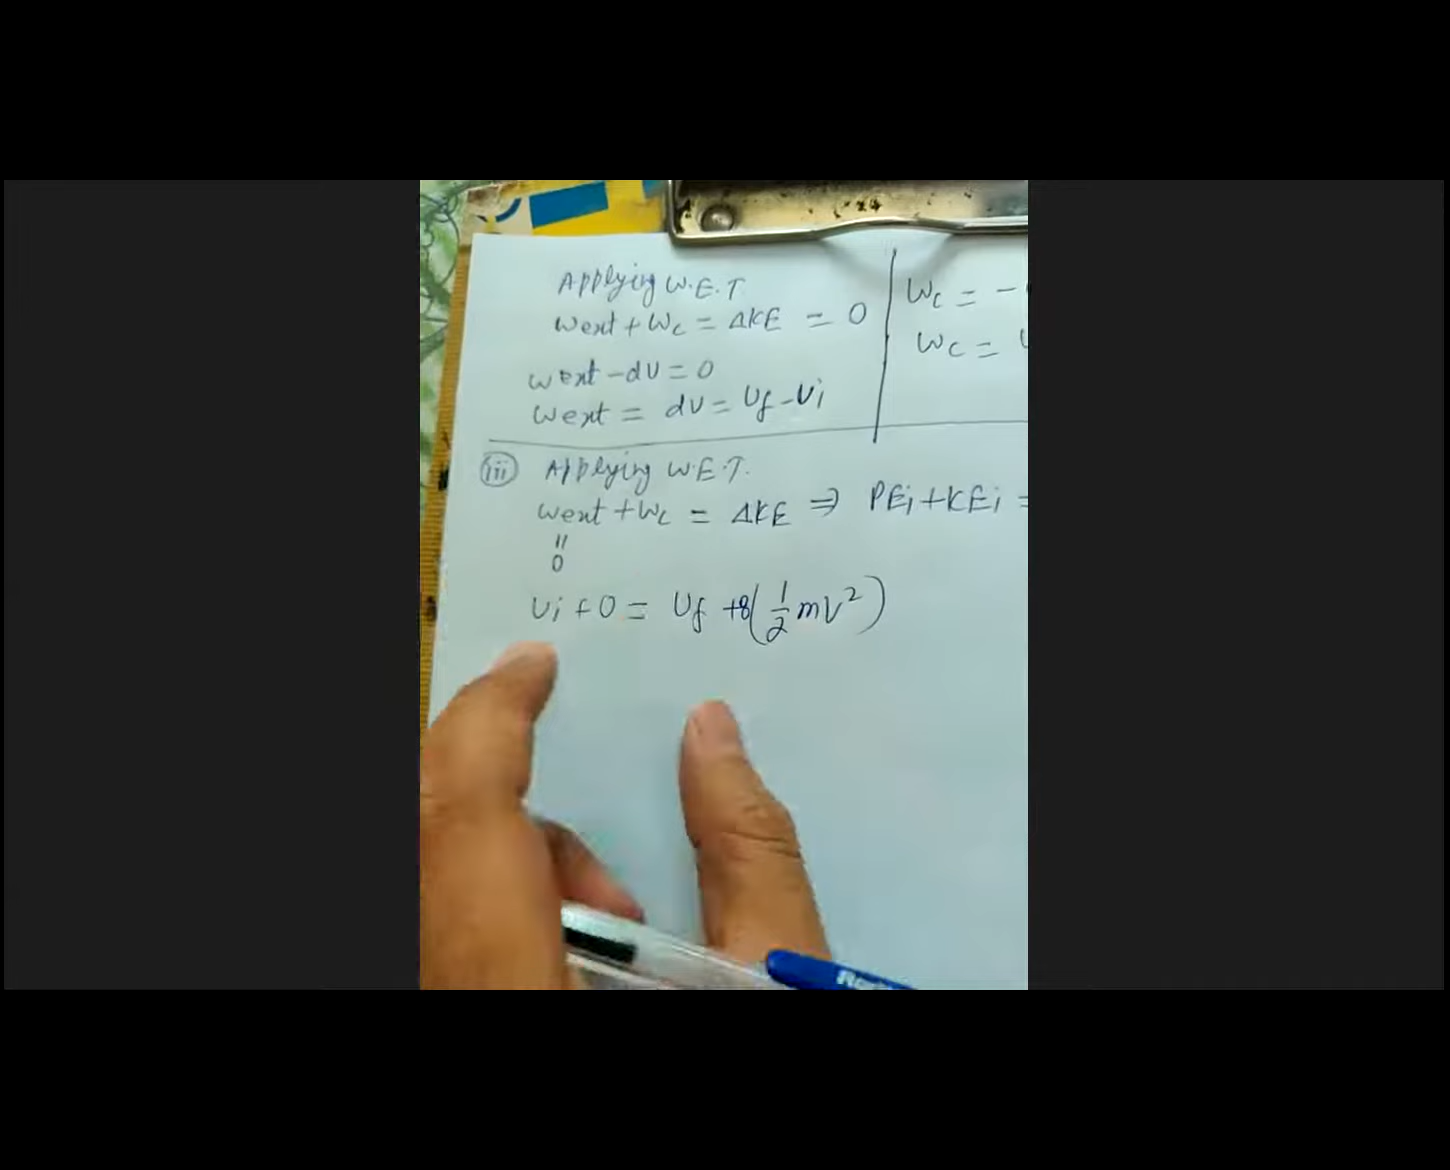 Applying W.E.T
Wext + Wc = ΔKE = 0
Wext - dU = 0
Wext = dU = Uf - Ui
Wc = -
Wc =
(iii) Applying W.E.T.
Wext + Wc = ΔKE ⇒ PEi + KEi =
"
0
Ui + 0 = Uf + 8(1/2 mv²)